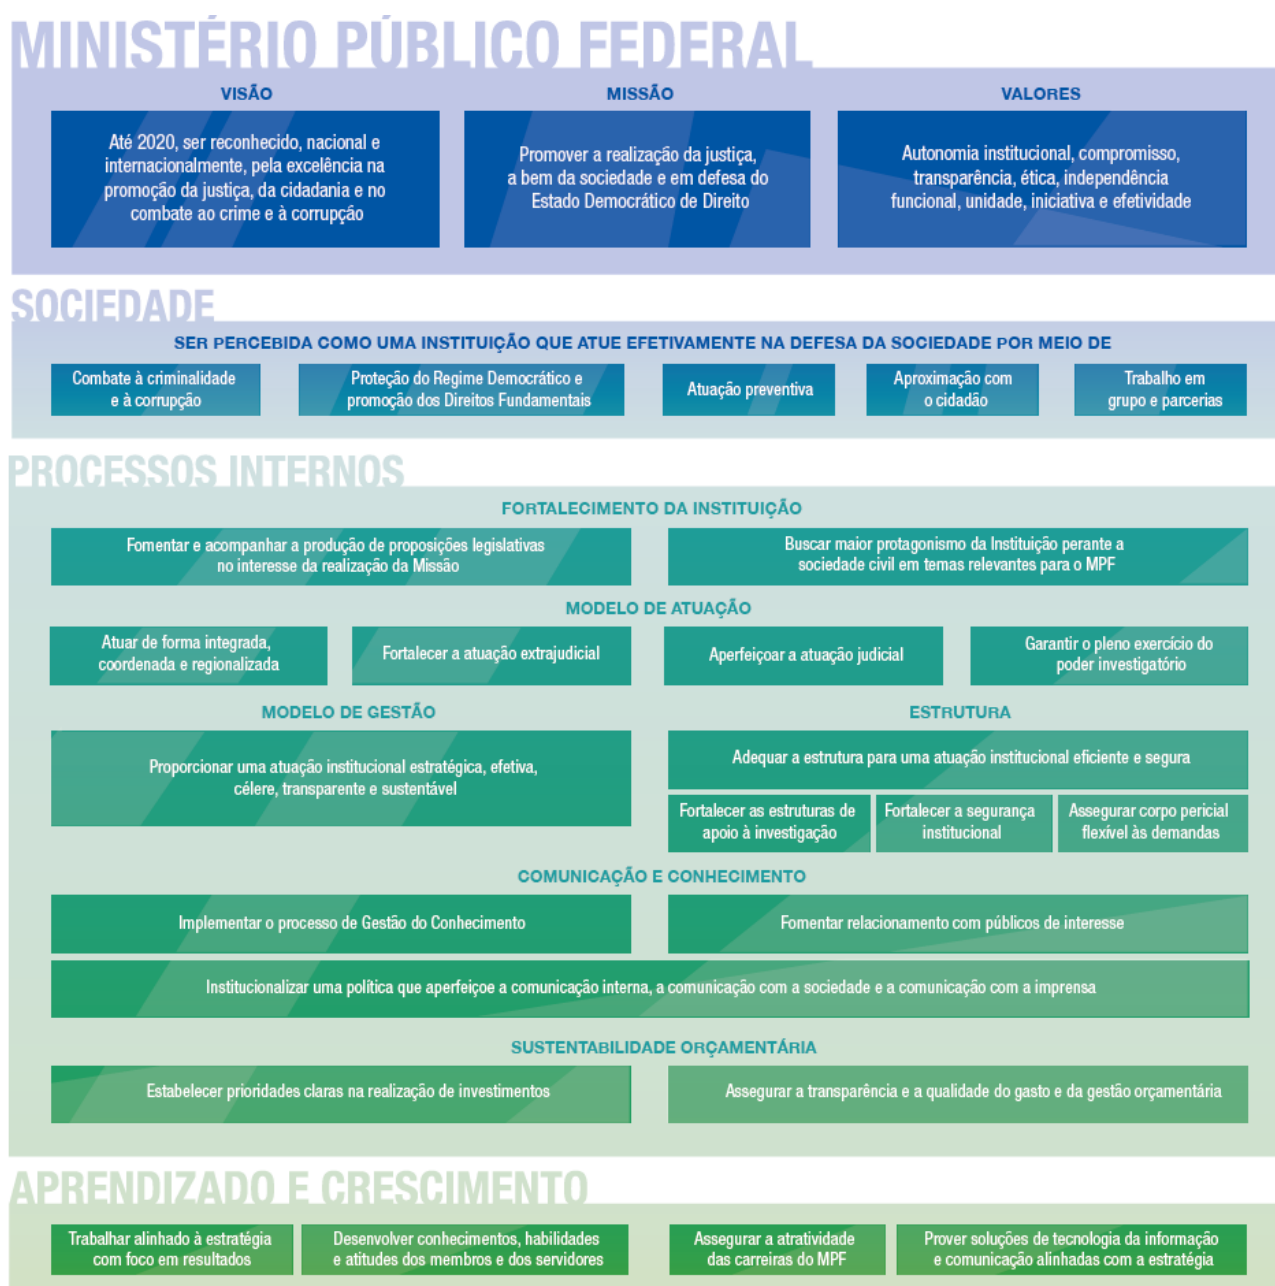 MINISTÉRIO PÚBLICO FEDERAL
VISÃO
Até 2020, ser reconhecido, nacional e
internacionalmente, pela excelência na
promoção da justiça, da cidadania e no
combate ao crime e à corrupção
MISSÃO
Promover a realização da justiça,
a bem da sociedade e em defesa do
Estado Democrático de Direito
VALORES
Autonomia institucional, compromisso,
transparência, ética, independência
funcional, unidade, iniciativa e efetividade
SOCIEDADE
SER PERCEBIDA COMO UMA INSTITUIÇÃO QUE ATUE EFETIVAMENTE NA DEFESA DA SOCIEDADE POR MEIO DE
Combate à criminalidade
e à corrupção
Proteção do Regime Democrático e
promoção dos Direitos Fundamentais
Atuação preventiva
Aproximação com
o cidadão
Trabalho em
grupo e parcerias
PROCESSOS INTERNOS
FORTALECIMENTO DA INSTITUIÇÃO
Fomentar e acompanhar a produção de proposições legislativas
no interesse da realização da Missão
Buscar maior protagonismo da Instituição perante a
sociedade civil em temas relevantes para o MPF
MODELO DE ATUAÇÃO
Atuar de forma integrada,
coordenada e regionalizada
Fortalecer a atuação extrajudicial
Aperfeiçoar a atuação judicial
Garantir o pleno exercício do
poder investigatório
MODELO DE GESTÃO
Proporcionar uma atuação institucional estratégica, efetiva,
célere, transparente e sustentável
ESTRUTURA
Adequar a estrutura para uma atuação institucional eficiente e segura
Fortalecer as estruturas de
apoio à investigação
Fortalecer a segurança
institucional
Assegurar corpo pericial
flexível às demandas
COMUNICAÇÃO E CONHECIMENTO
Implementar o processo de Gestão do Conhecimento
Fomentar relacionamento com públicos de interesse
Institucionalizar uma política que aperfeiçoe a comunicação interna, a comunicação com a sociedade e a comunicação com a imprensa
SUSTENTABILIDADE ORÇAMENTÁRIA
Estabelecer prioridades claras na realização de investimentos
Assegurar a transparência e a qualidade do gasto e da gestão orçamentária
APRENDIZADO E CRESCIMENTO
Trabalhar alinhado à estratégia
com foco em resultados
Desenvolver conhecimentos, habilidades
e atitudes dos membros e dos servidores
Assegurar a atratividade
das carreiras do MPF
Prover soluções de tecnologia da informação
e comunicação alinhadas com a estratégia